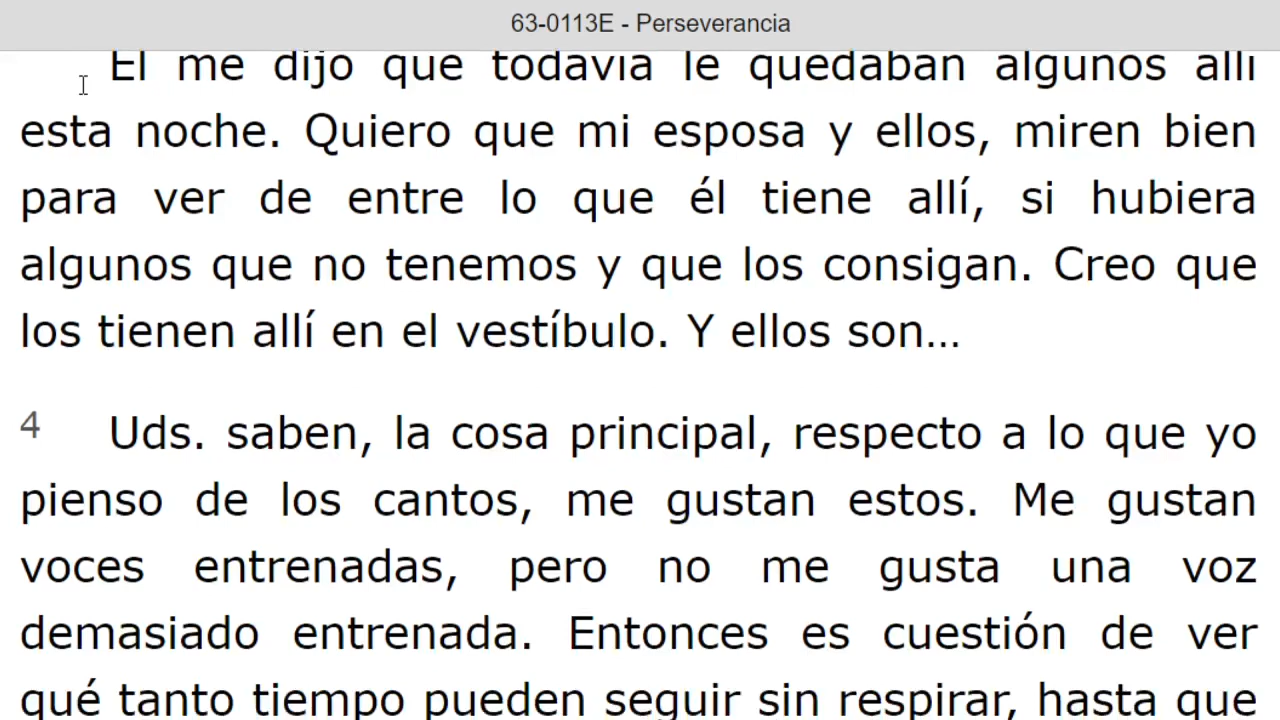 63-0113E - Perseverancia
Él me dijo que todavía le quedaban algunos allí
esta noche. Quiero que mi esposa y ellos, miren bien
para ver de entre lo que él tiene allí, si hubiera
algunos que no tenemos y que los consigan. Creo que
los tienen allí en el vestíbulo. Y ellos son…
4 Uds. saben, la cosa principal, respecto a lo que yo
pienso de los cantos, me gustan estos. Me gustan
voces entrenadas, pero no me gusta una voz
demasiado entrenada. Entonces es cuestión de ver
qué tanto tiempo pueden seguir sin respirar, hasta que